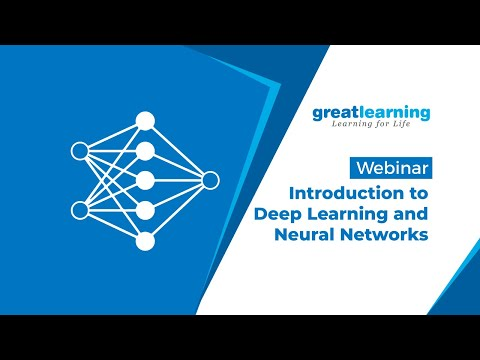 greatlearning
Learning for Life
Webinar
Introduction to
Deep Learning and
Neural Networks